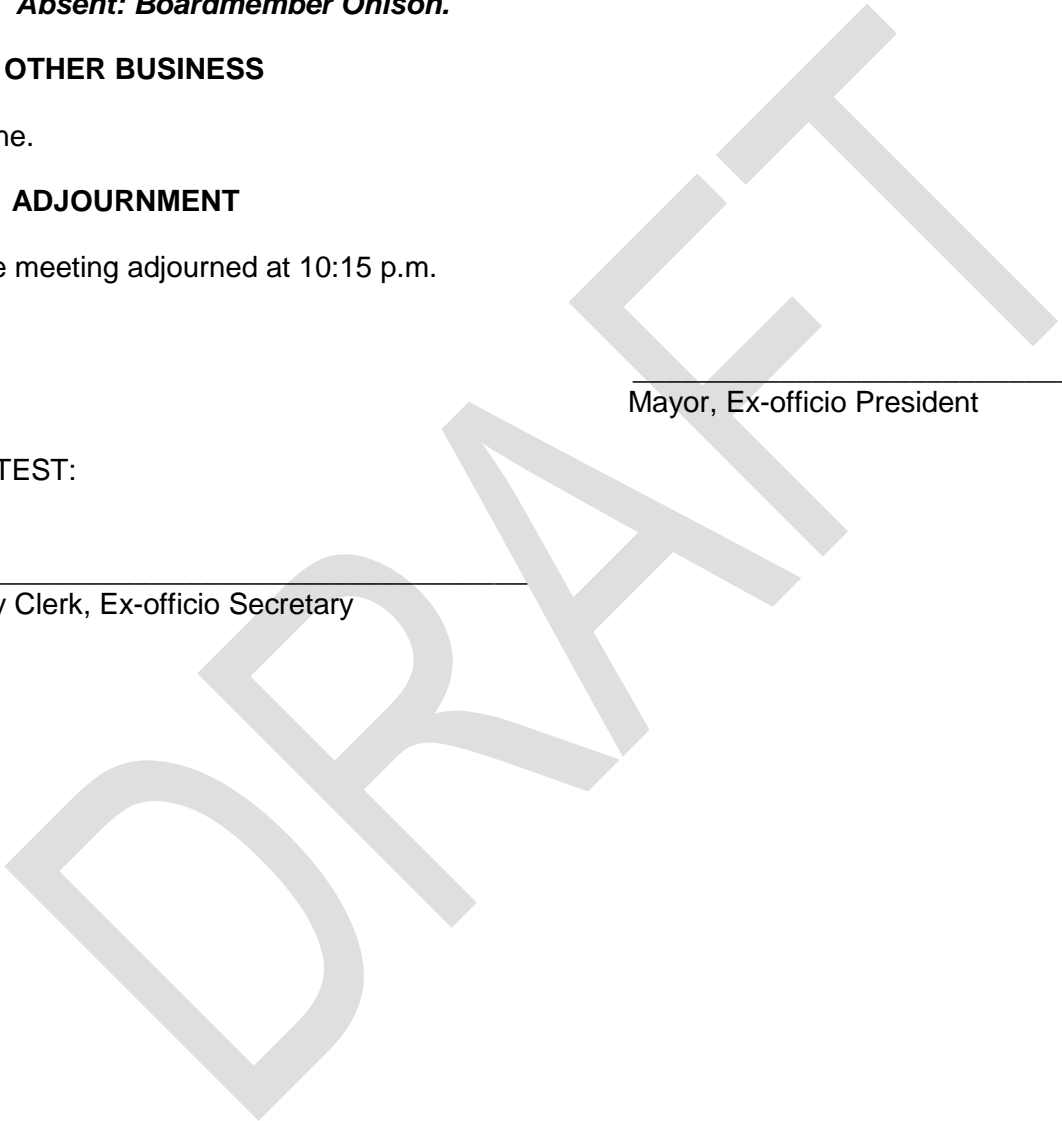 Absent: Boardmember Ohlson.
OTHER BUSINESS
ne.
ADJOURNMENT
e meeting adjourned at 10:15 p.m.
Mayor, Ex-officio President
TEST:
y Clerk, Ex-officio Secretary
DRAFT